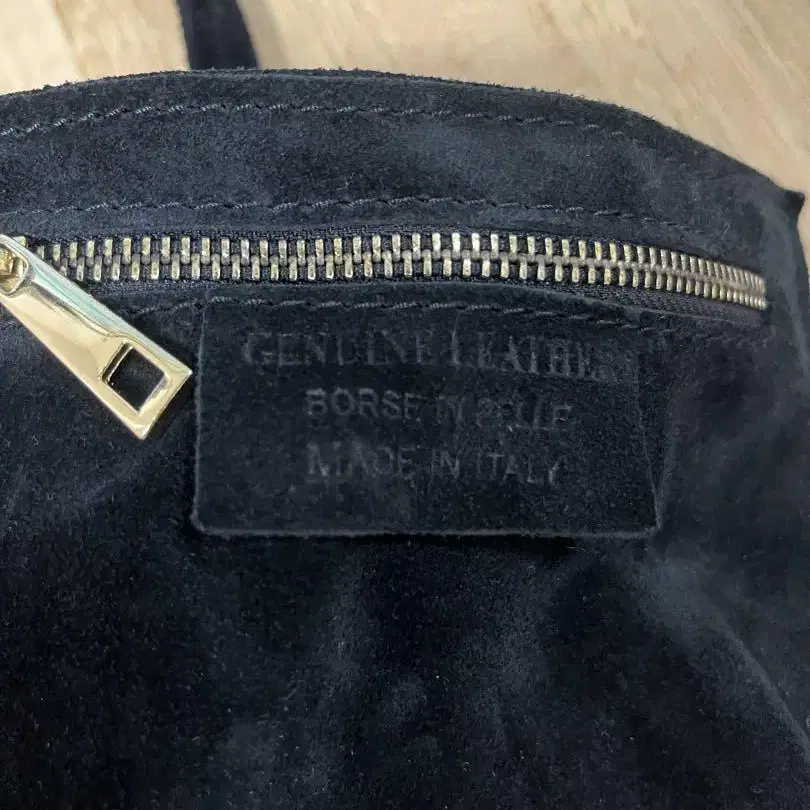 GENUINE LEATHER
BORSE IN PELLE
MADE IN ITALY